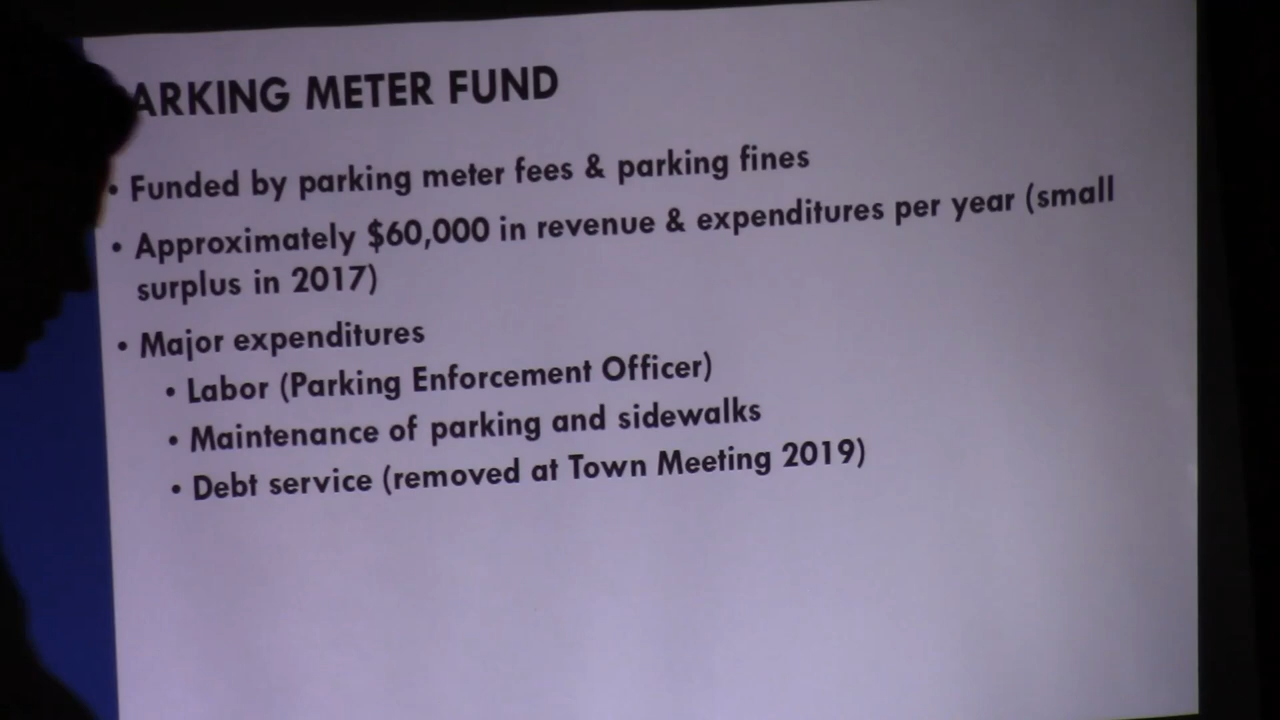 ARKING METER FUND
• Funded by parking meter fees & parking fines
• Approximately $60,000 in revenue & expenditures per year (small
surplus in 2017)
• Major expenditures
• Labor (Parking Enforcement Officer)
• Maintenance of parking and sidewalks
• Debt service (removed at Town Meeting 2019)